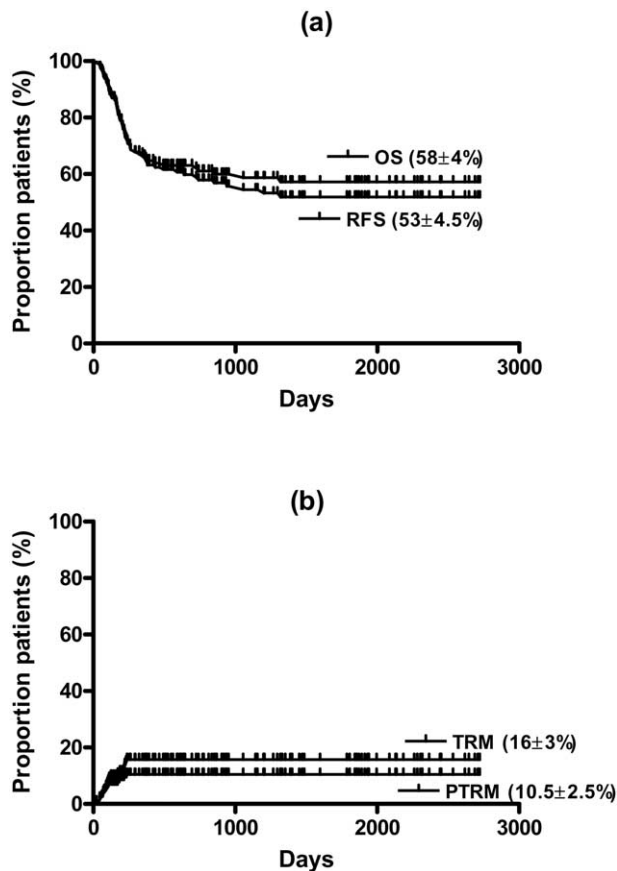 (a)
Proportion patients (%)
100
80
60
40
20
0
OS (58±4%)
RFS (53±4.5%)
0 1000 2000 3000
Days
(b)
Proportion patients (%)
100
80
60
40
20
0
TRM (16±3%)
PTRM (10.5±2.5%)
0 1000 2000 3000
Days